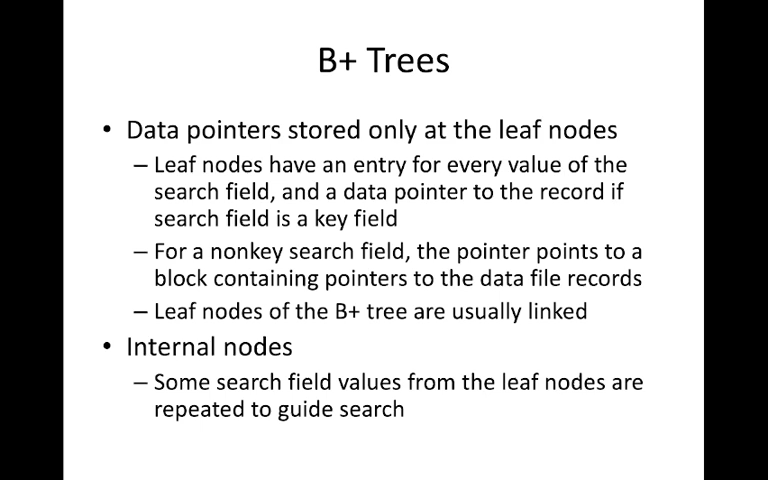 B+ Trees
• Data pointers stored only at the leaf nodes
– Leaf nodes have an entry for every value of the
search field, and a data pointer to the record if
search field is a key field
– For a nonkey search field, the pointer points to a
block containing pointers to the data file records
– Leaf nodes of the B+ tree are usually linked
• Internal nodes
– Some search field values from the leaf nodes are
repeated to guide search